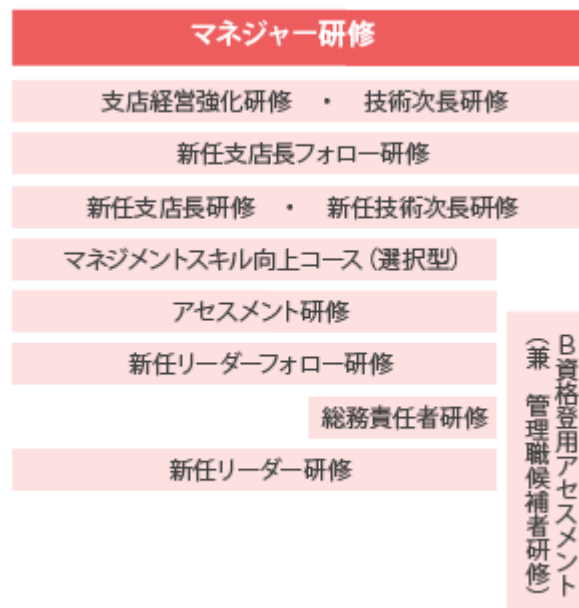 マネジャー研修
支店経営強化研修 ・ 技術次長研修
新任支店長フォロー研修
新任支店長研修 ・ 新任技術次長研修
マネジメントスキル向上コース（選択型）
アセスメント研修
新任リーダーフォロー研修
総務責任者研修
新任リーダー研修
B資格登用アセスメント
（兼 管理職候補者研修）